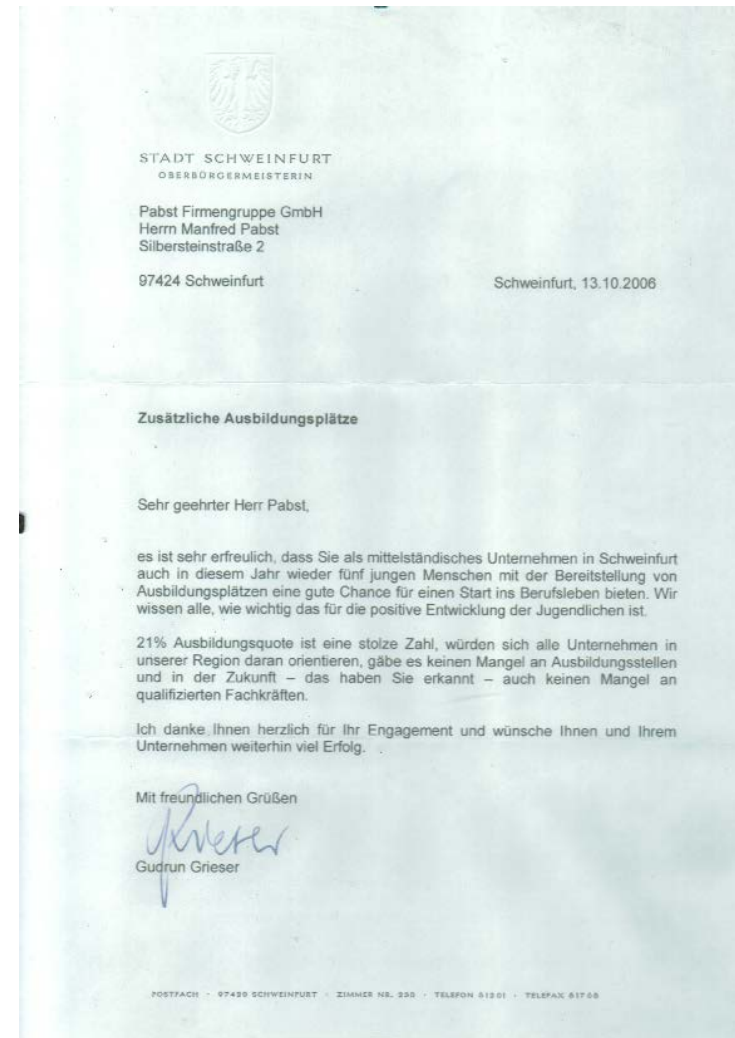 STADT SCHWEINFURT
OBERBÜRGERMEISTERIN
Pabst Firmengruppe GmbH
Herrn Manfred Pabst
Silbersteinstraße 2
97424 Schweinfurt
Schweinfurt, 13.10.2006
Zusätzliche Ausbildungsplätze
Sehr geehrter Herr Pabst,
es ist sehr erfreulich, dass Sie als mittelständisches Unternehmen in Schweinfurt
auch in diesem Jahr wieder fünf jungen Menschen mit der Bereitstellung von
Ausbildungsplätzen eine gute Chance für einen Start ins Berufsleben bieten. Wir
wissen alle, wie wichtig das für die positive Entwicklung der Jugendlichen ist.
21% Ausbildungsquote ist eine stolze Zahl, würden sich alle Unternehmen in
unserer Region daran orientieren, gäbe es keinen Mangel an Ausbildungsstellen
und in der Zukunft – das haben Sie erkannt – auch keinen Mangel an
qualifizierten Fachkräften.
Ich danke Ihnen herzlich für Ihr Engagement und wünsche Ihnen und Ihrem
Unternehmen weiterhin viel Erfolg.
Mit freundlichen Grüßen
Grieser
Gudrun Grieser
POSTFACH · 97420 SCHWEINFURT · ZIMMER NR. · TELEFON 51201 · TELEFAX